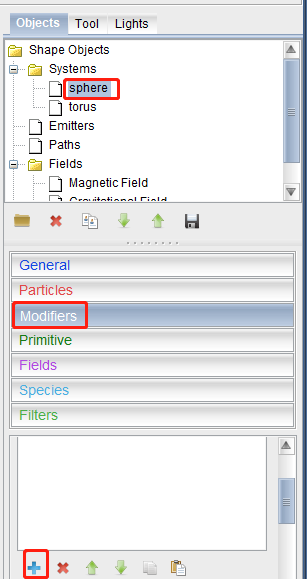 Objects Tool Lights
Shape Objects
Systems
sphere
torus
Emitters
Paths
Fields
Magnetic Field
Gravitational Field
General
Particles
Modifiers
Primitive
Fields
Species
Filters